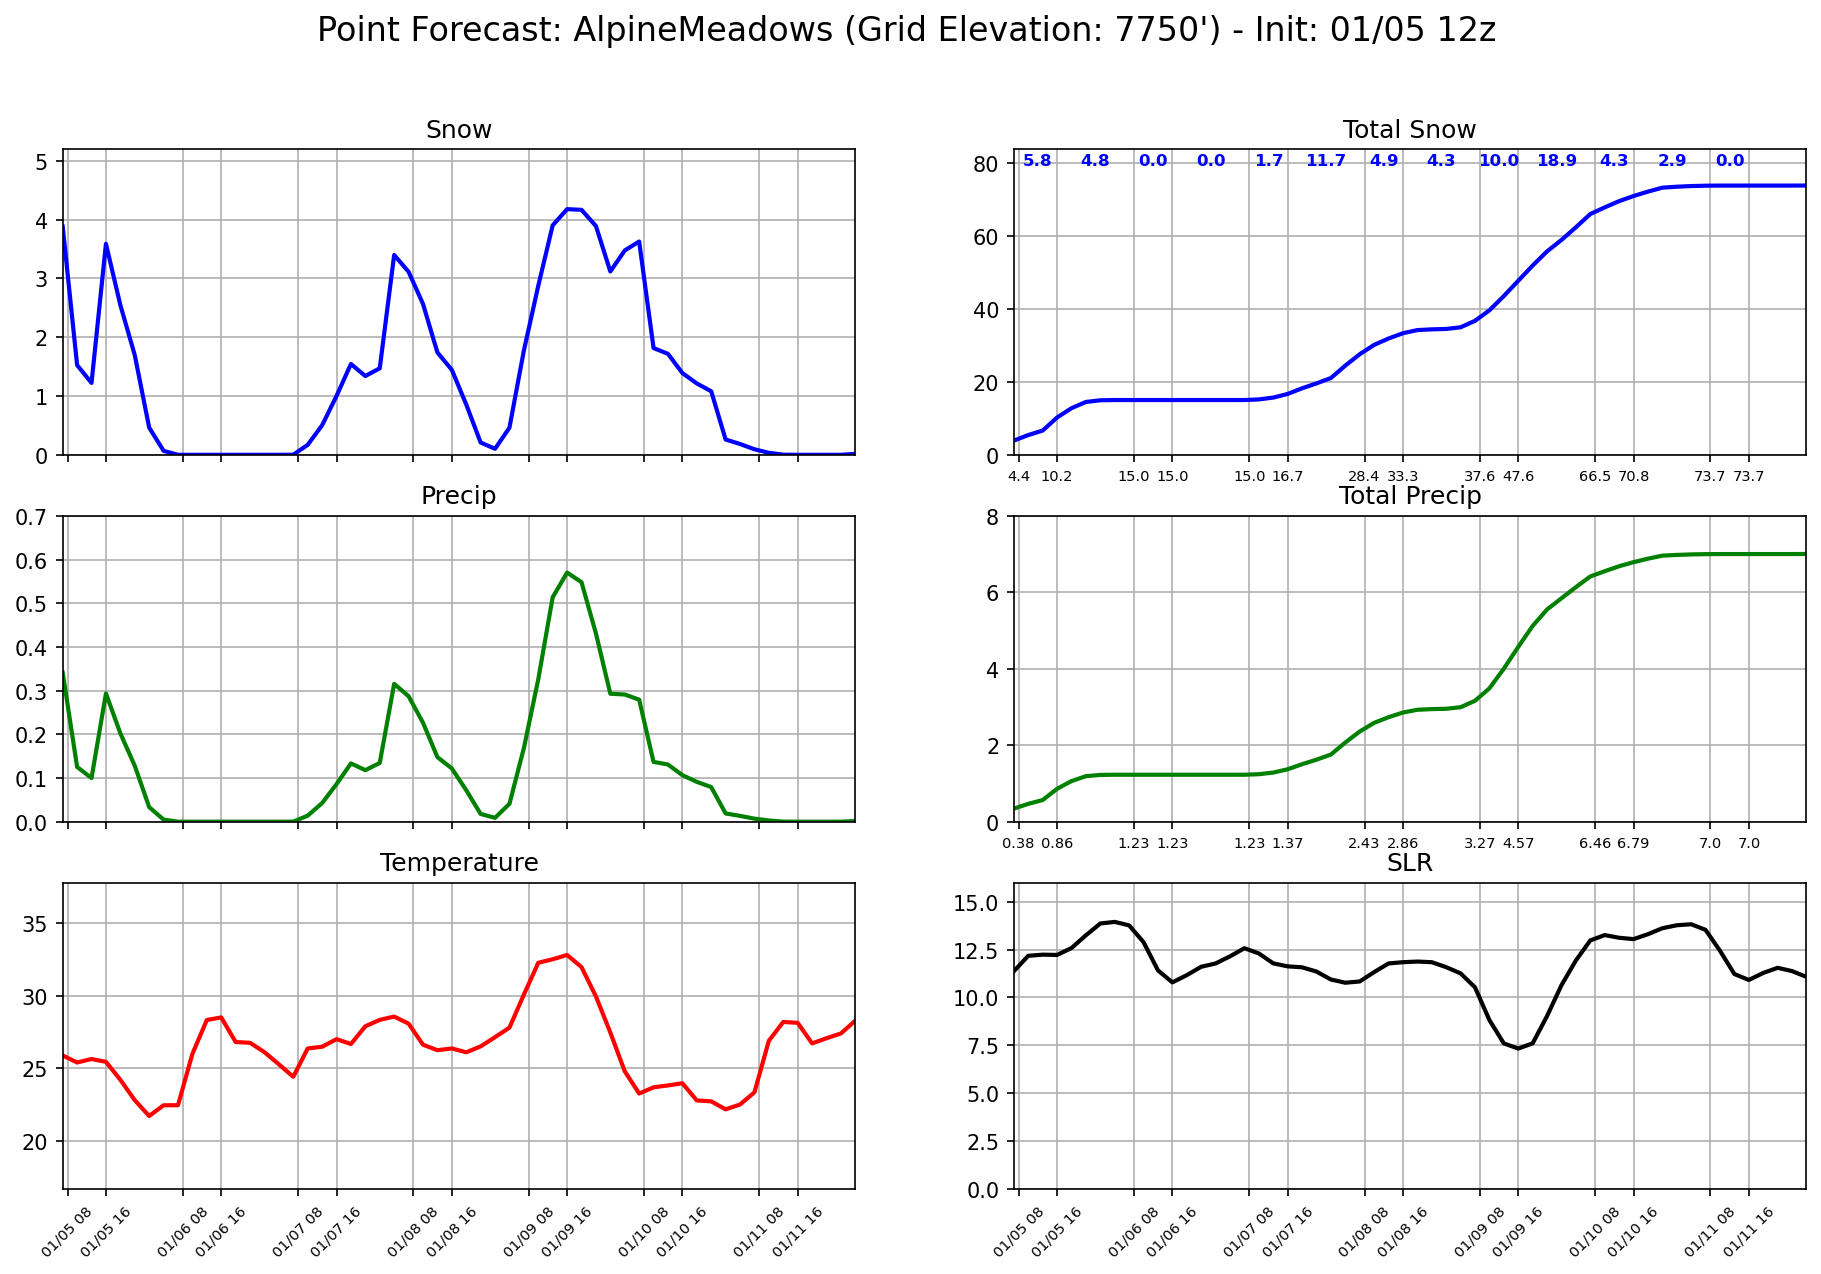 Point Forecast: AlpineMeadows (Grid Elevation: 7750') - Init: 01/05 12z
Snow
5
4
3
2
1
0
Total Snow
5.8 4.8 0.0 0.0 1.7 11.7 4.9 4.3 10.0 18.9 4.3 2.9 0.0
80
60
40
20
0
4.4 10.2 15.0 15.0 15.0 16.7 28.4 33.3 37.6 47.6 66.5 70.8 73.7 73.7
Precip
0.7
0.6
0.5
0.4
0.3
0.2
0.1
0.0
Total Precip
8
6
4
2
0
0.38 0.86 1.23 1.23 1.23 1.37 2.43 2.86 3.27 4.57 6.46 6.79 7.0 7.0
Temperature
35
30
25
20
01/05 08 01/05 16 01/06 08 01/06 16 01/07 08 01/07 16 01/08 08 01/08 16 01/09 08 01/09 16 01/10 08 01/10 16 01/11 08 01/11 16
SLR
15.0
12.5
10.0
7.5
5.0
2.5
0.0
01/05 08 01/05 16 01/06 08 01/06 16 01/07 08 01/07 16 01/08 08 01/08 16 01/09 08 01/09 16 01/10 08 01/10 16 01/11 08 01/11 16